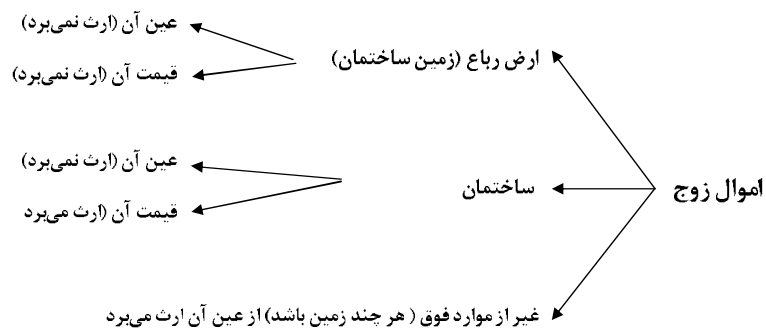 عین آن (ارث نمی‌برد)
ارض رباع (زمین ساختمان)
قیمت آن (ارث نمی‌برد)
عین آن (ارث نمی‌برد)
اموال زوج
ساختمان
قیمت آن (ارث می‌برد
غیر از موارد فوق ( هر چند زمین باشد) از عین آن ارث می‌برد